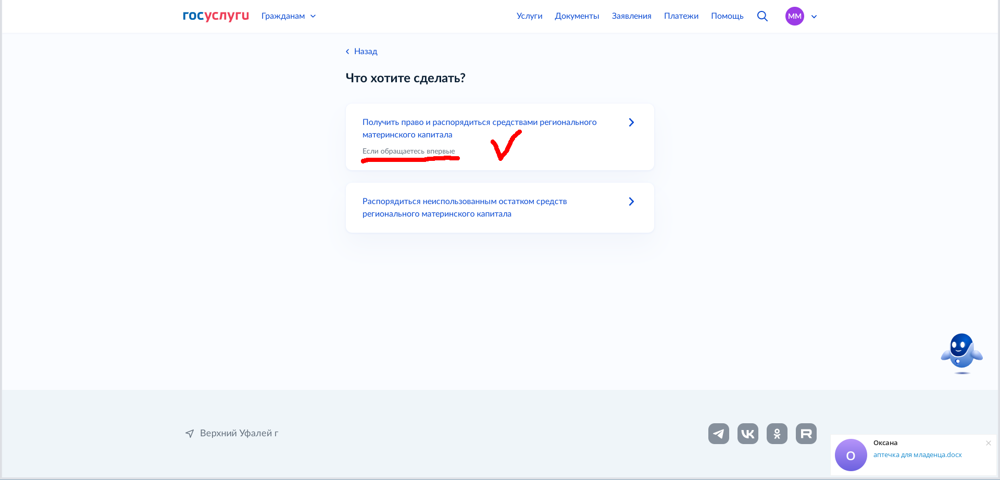 госуслуги Гражданам Услуги Документы Заявления Платежи Помощь ММ
Назад
Что хотите сделать?
Получить право и распорядиться средствами регионального
материнского капитала
Если обращаетесь впервые
Распорядиться неиспользованным остатком средств
регионального материнского капитала
Верхний Уфалей г
О
Оксана
аптечка для младенца.docx